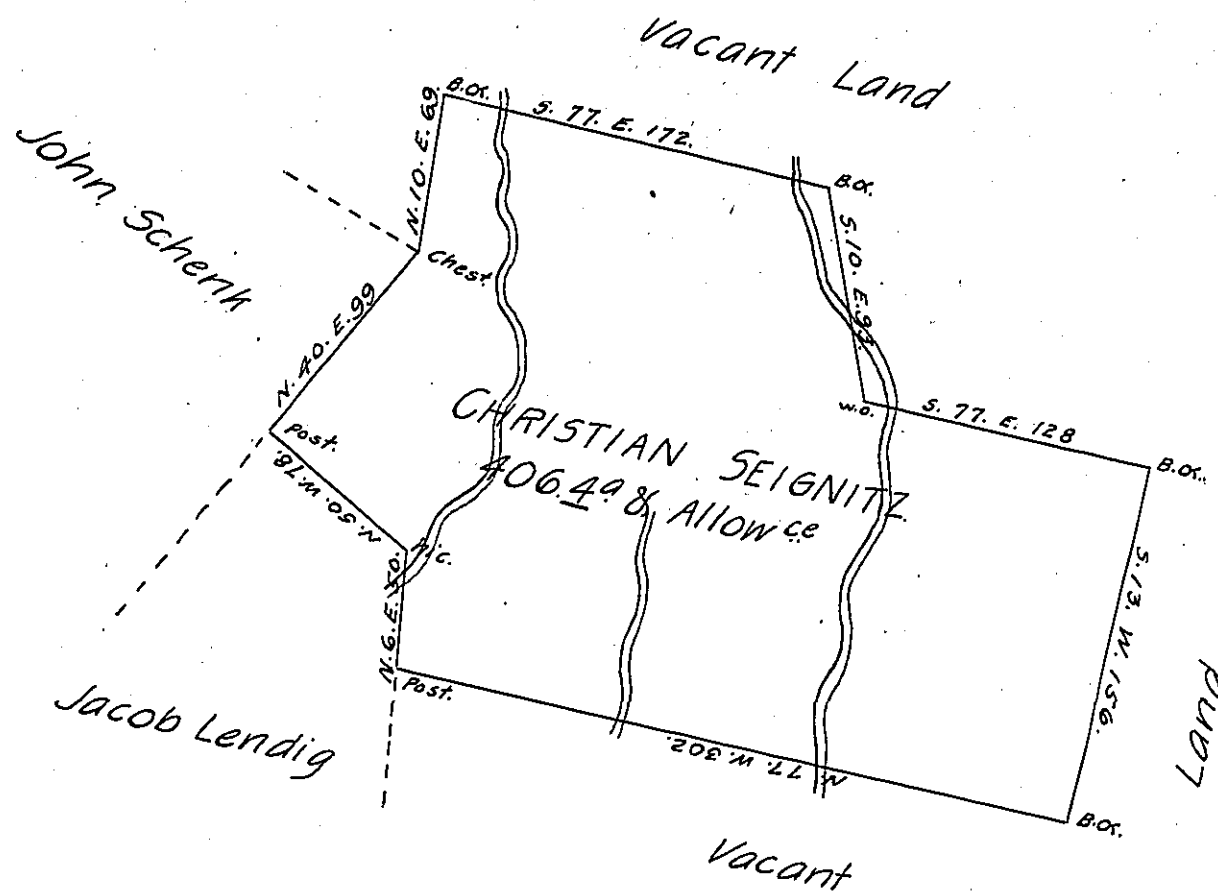 Vacant Land
B.O.
S. 77. E. 172.
B.O.
N. 10. E. 69
John Schenk
Chest.
S. 10. E. 93.
N. 40. E. 99
W.O.
S. 77. E. 128
B.O.
Post.
CHRISTIAN SEIGNITZ
406.4ª & Allowce
N. 50. W. 78.
N. 6. E. 50.
Post.
S. 13. W. 156.
Land
Jacob Lendig
N. 77. W. 302.
B.O.
Vacant